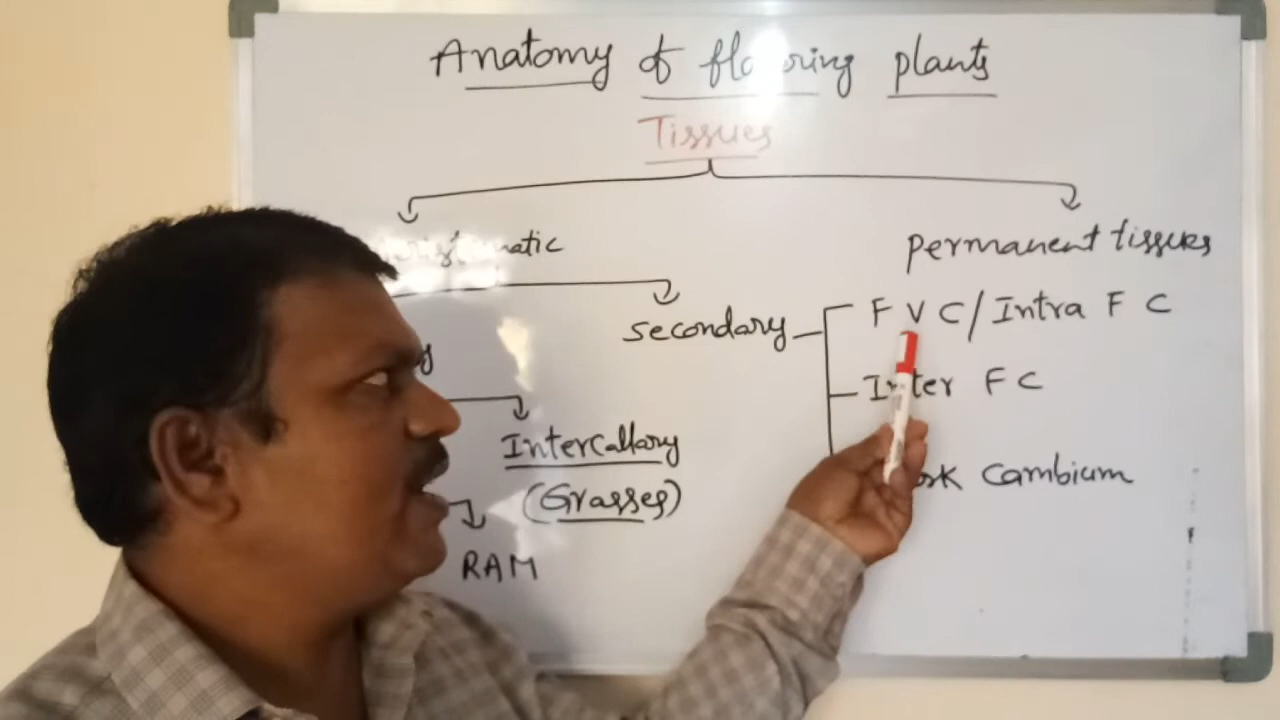 Anatomy of flowering plants
Tissues
permanent tissues
secondary
F V C / Intra F C
Inter F C
Cambium
Intercallary
(Grasses)
RAM